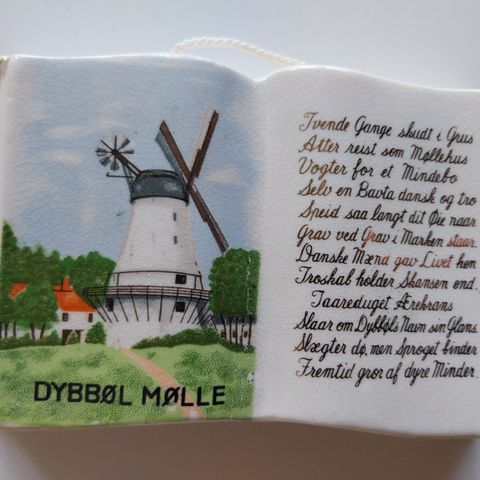 DYBBØL MØLLE
Tvende Gange skudt i Grus
Atter reist som Møllehus
Vogter for et Mindebo
Selv en Bavta dansk og tro
Speid saa langt dit Øie naar
Grav ved Grav i Marken staar.
Danske Mænd gav Livet hen
Troskab holder Skansen end.
Taareduget Ærekrans
Slaar om Dybbøls Navn sin Glans.
Slægter dø, men Sproget binder
Fremtid gror af dyre Minder